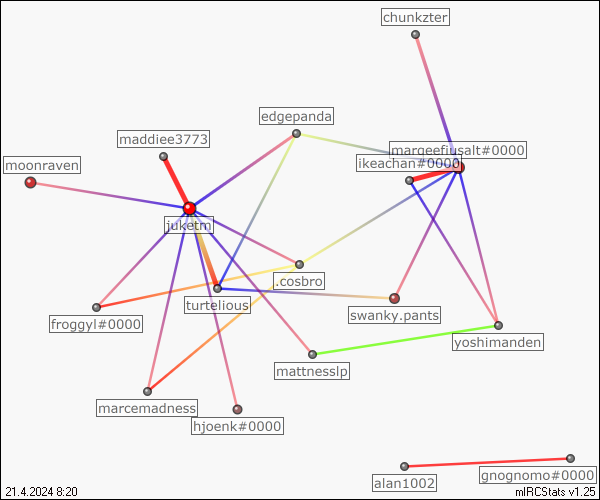 chunkzter
edgepanda
maddiee3773
margefiusalt#0000
ikeachan#0000
moonraven
juketm
.cosbro
turtelious
froggyl#0000
swanky.pants
yoshimanden
mattnesslp
marcemadness
hjoenk#0000
alan1002
gnognomo#0000
21.4.2024 8:20
mIRCStats v1.25